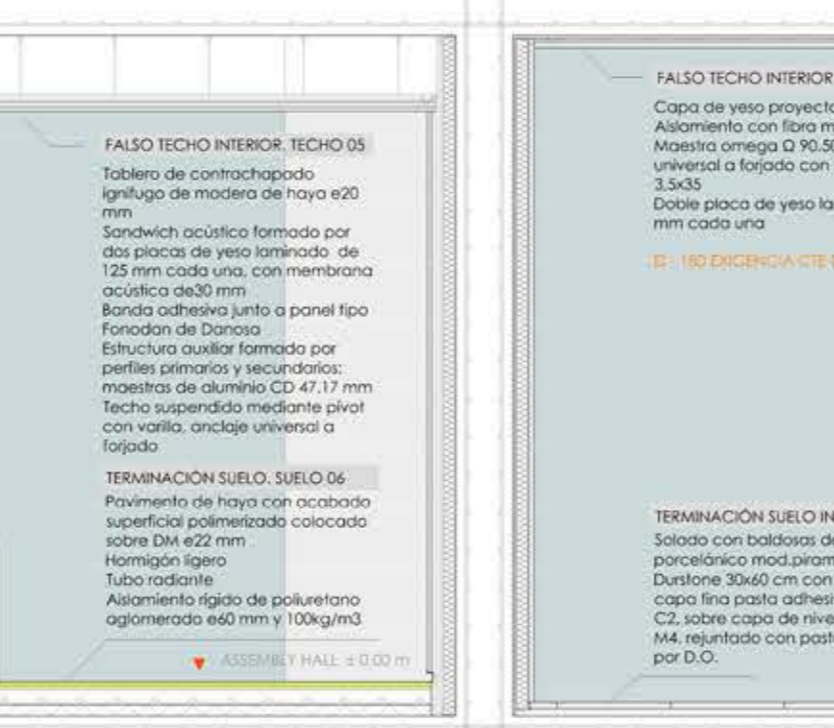 FALSO TECHO INTERIOR. TECHO 05
Tablero de contrachapado
ignifugo de madera de haya e20
mm
Sandwich acústico formado por
dos placas de yeso laminado de
125 mm cada una, con membrana
acústica de30 mm
Banda adhesiva junto a panel tipo
Fonodan de Danosa
Estructura auxiliar formada por
perfiles primarios y secundarios:
maestras de aluminio CD 47.17 mm
Techo suspendido mediante pivot
con varilla, anclaje universal a
forjado
TERMINACIÓN SUELO. SUELO 06
Pavimento de haya con acabado
superficial polimerizado colocado
sobre DM e22 mm
Hormigón ligero
Tubo radiante
Aislamiento rígido de poliuretano
aglomerado e60 mm y 100kg/m3
ASSEMBLY HALL ± 0.00 m
FALSO TECHO INTERIOR
Capa de yeso proyecto
Aislamiento con fibra m
Maestra omega Ω 90.50
universal a forjado con
3,5x35
Doble placa de yeso la
mm cada una
180 EXIGENCIA CTE
TERMINACIÓN SUELO IN
Solado con baldosas de
porcelánico mod.piram
Durstone 30x60 cm con
capa fina pasta adhesi
C2, sobre capa de nive
M4, rejuntado con past
por D.O.